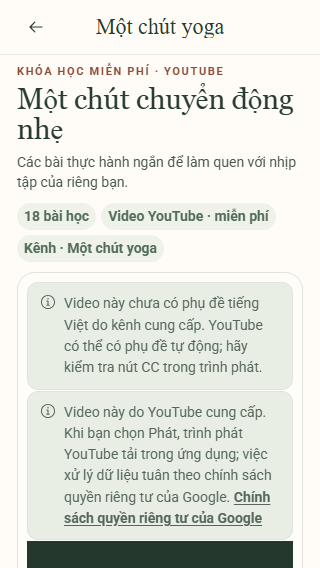 Một chút yoga
KHÓA HỌC MIỄN PHÍ · YOUTUBE
Một chút chuyển động
nhẹ
Các bài thực hành ngắn để làm quen với nhịp
tập của riêng bạn.
18 bài học
Video YouTube · miễn phí
Kênh · Một chút yoga
Video này chưa có phụ đề tiếng
Việt do kênh cung cấp. YouTube
có thể có phụ đề tự động; hãy
kiểm tra nút CC trong trình phát.
Video này do YouTube cung cấp.
Khi bạn chọn Phát, trình phát
YouTube tải trong ứng dụng; việc
xử lý dữ liệu tuân theo chính sách
quyền riêng tư của Google. Chính
sách quyền riêng tư của Google